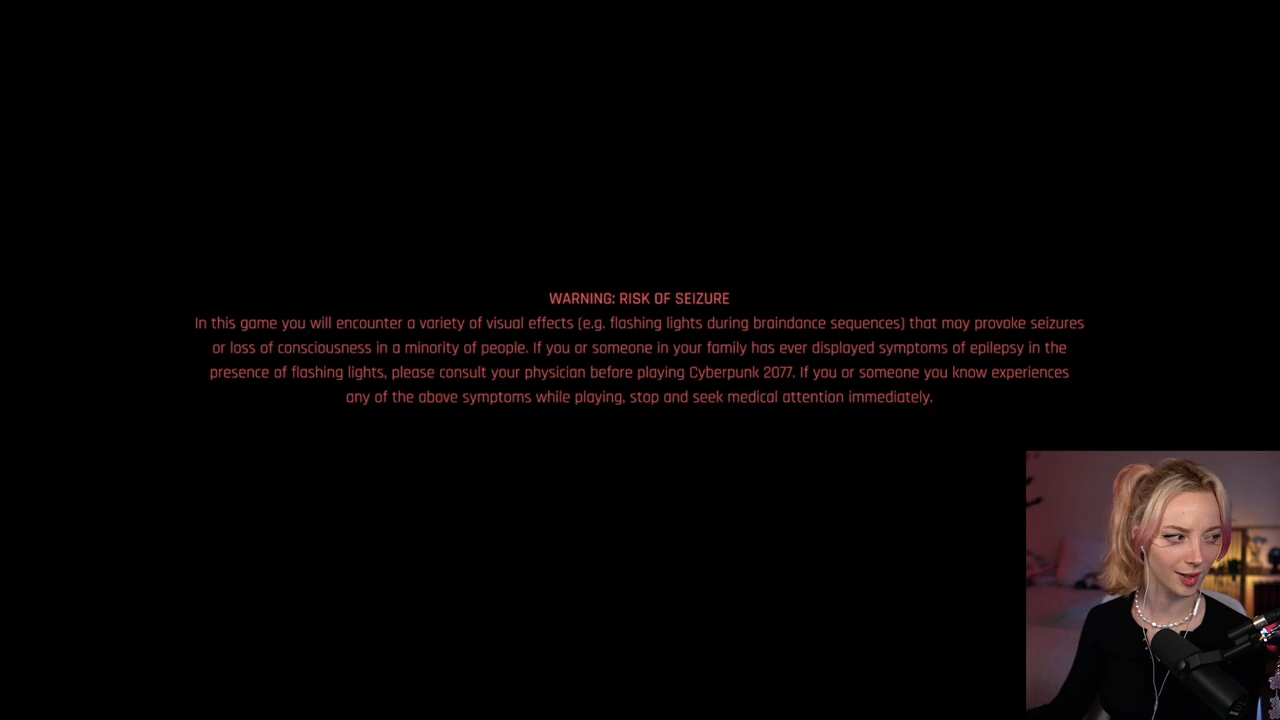 WARNING: RISK OF SEIZURE
In this game you will encounter a variety of visual effects (e.g. flashing lights during braindance sequences) that may provoke seizures
or loss of consciousness in a minority of people. If you or someone in your family has ever displayed symptoms of epilepsy in the
presence of flashing lights, please consult your physician before playing Cyberpunk 2077. If you or someone you know experiences
any of the above symptoms while playing, stop and seek medical attention immediately.